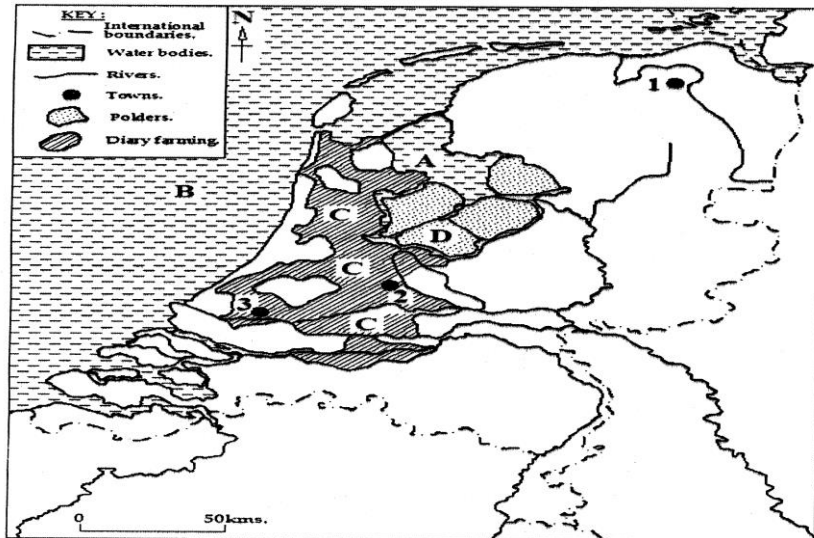 KEY :
International
boundaries.
Water bodies.
Rivers.
Towns.
Polders.
Diary farming.
N
1
A
B
C
D
C
2
3
C
0 50kms.